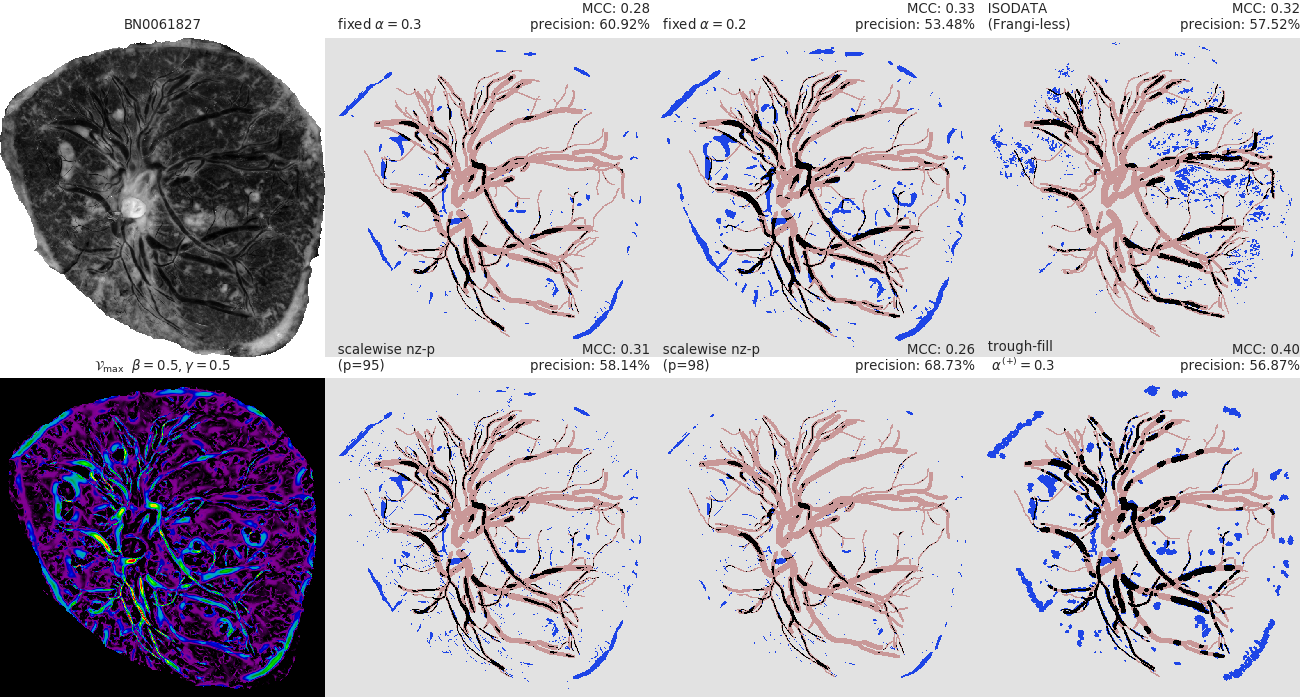 BN0061827
MCC: 0.28
fixed α = 0.3 precision: 60.92%
MCC: 0.33
fixed α = 0.2 precision: 53.48%
ISODATA MCC: 0.32
(Frangi-less) precision: 57.52%
𝒱max β = 0.5, γ = 0.5
scalewise nz-p MCC: 0.31
(p=95) precision: 58.14%
scalewise nz-p MCC: 0.26
(p=98) precision: 68.73%
trough-fill MCC: 0.40
α(+) = 0.3 precision: 56.87%